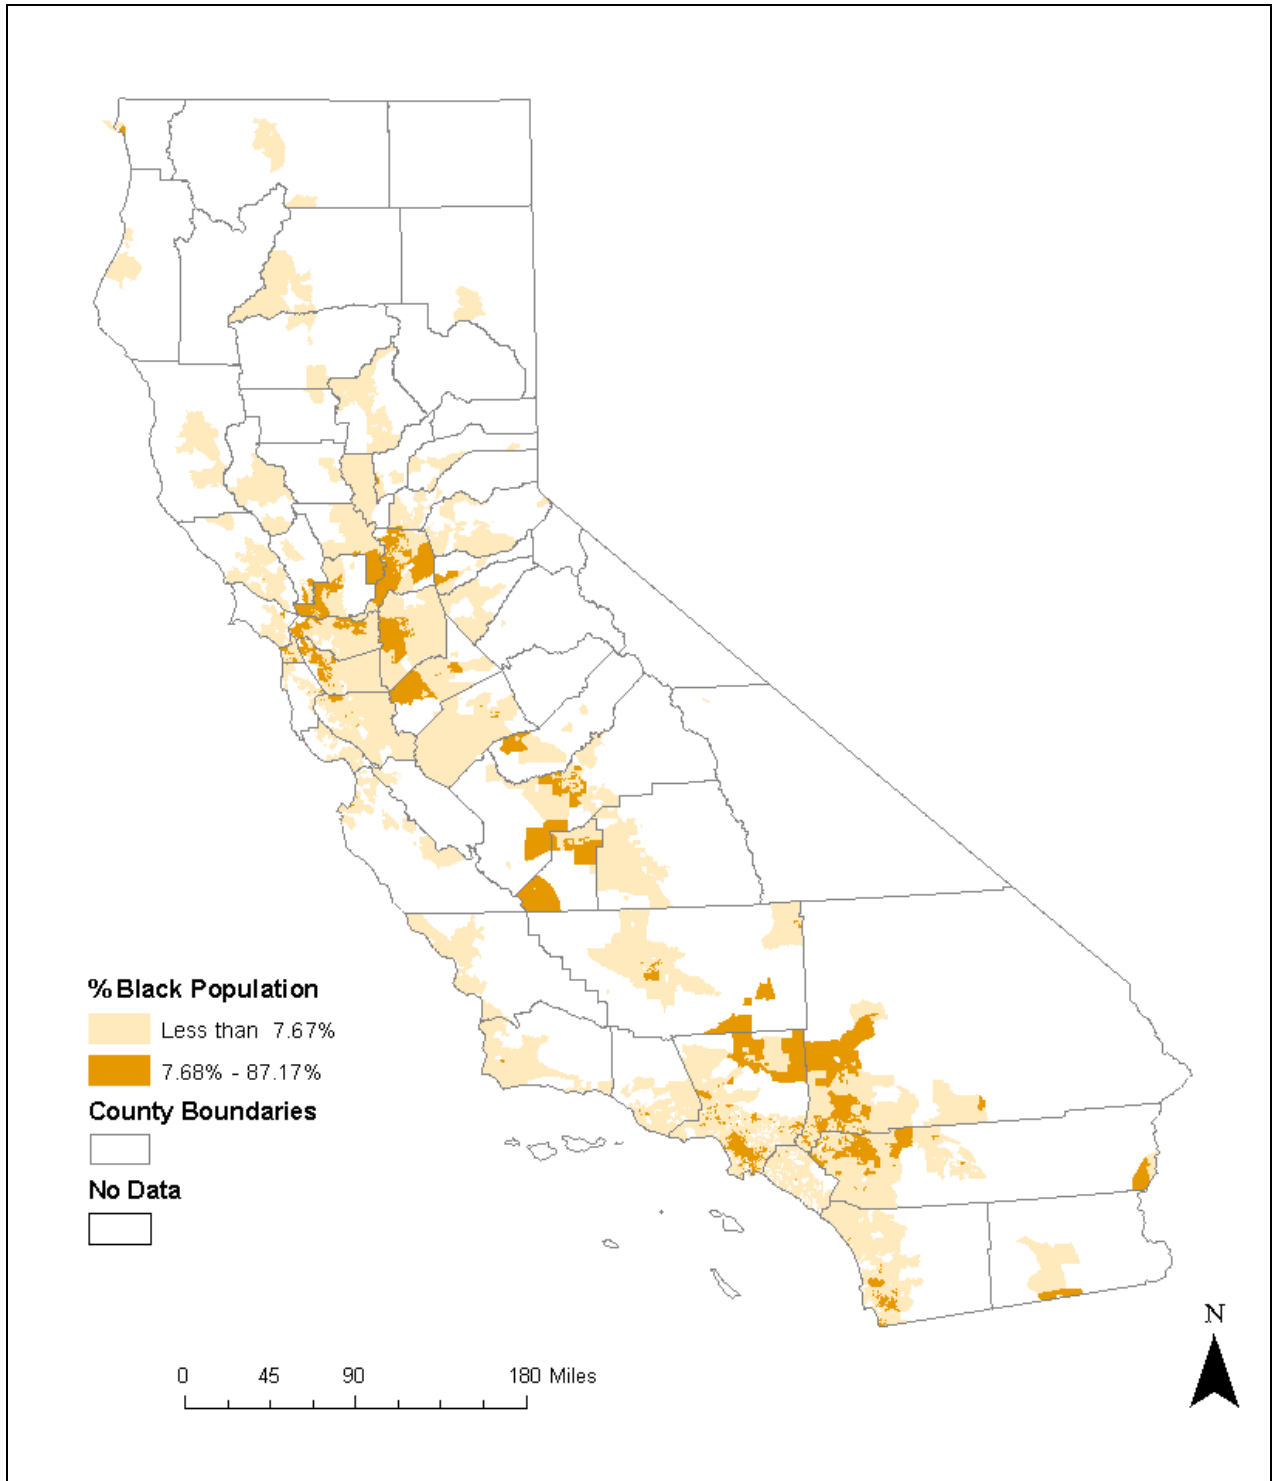 % Black Population
Less than 7.67%
7.68% - 87.17%
County Boundaries
No Data
N
0 45 90 180 Miles